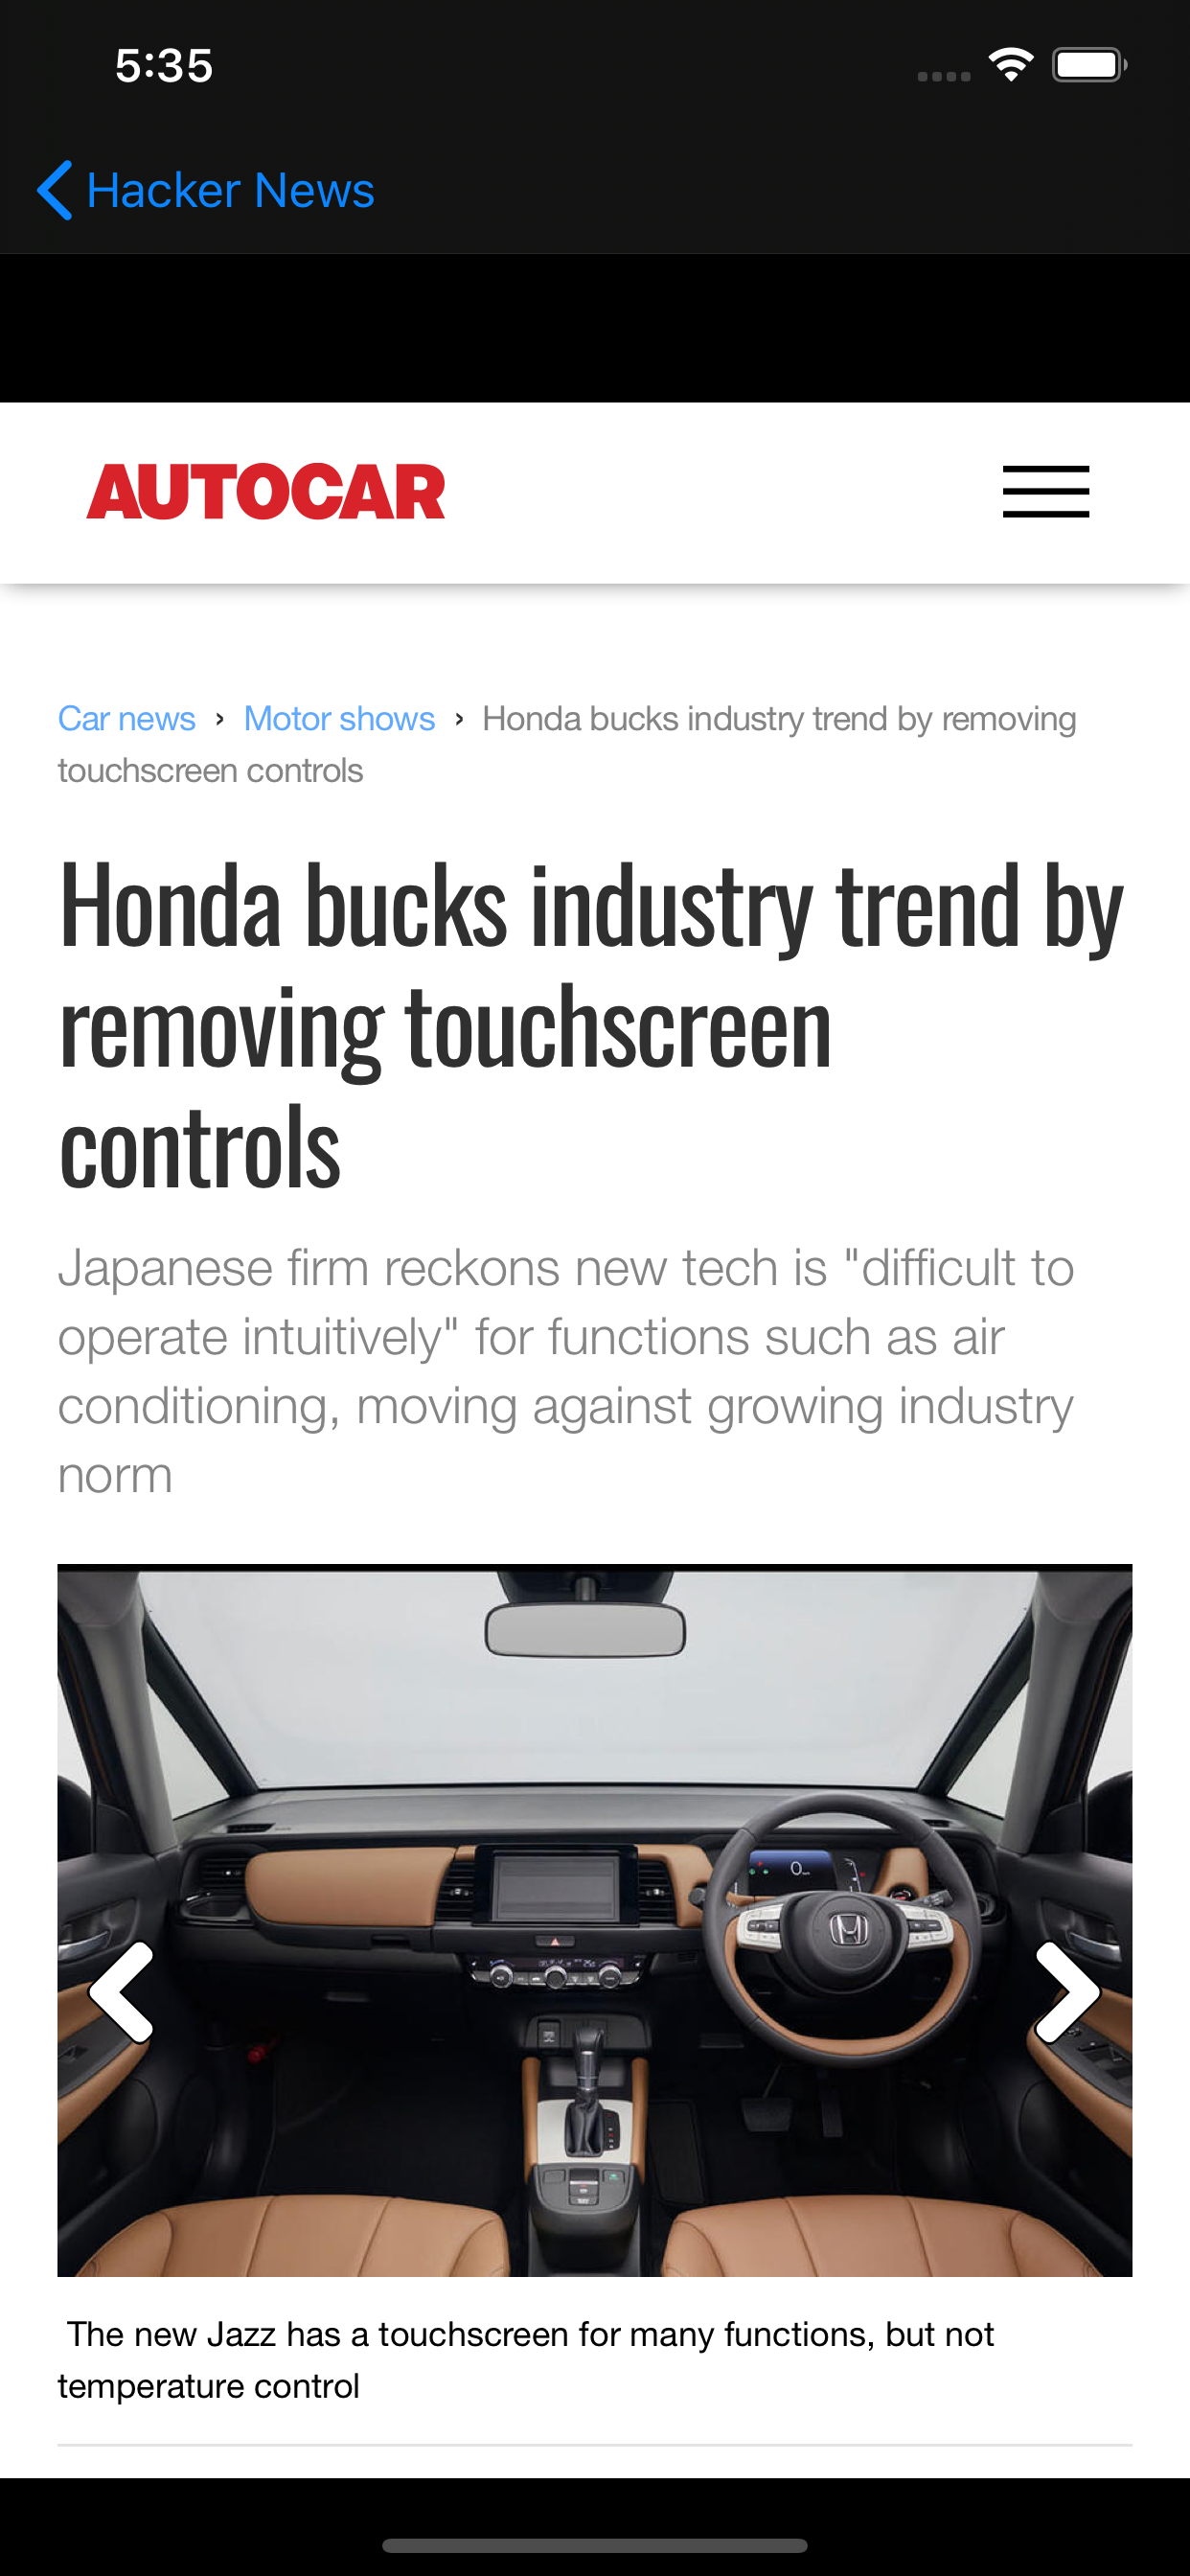 5:35
Hacker News
AUTOCAR
Car news › Motor shows › Honda bucks industry trend by removing
touchscreen controls
Honda bucks industry trend by
removing touchscreen
controls
Japanese firm reckons new tech is "difficult to
operate intuitively" for functions such as air
conditioning, moving against growing industry
norm
0
The new Jazz has a touchscreen for many functions, but not
temperature control